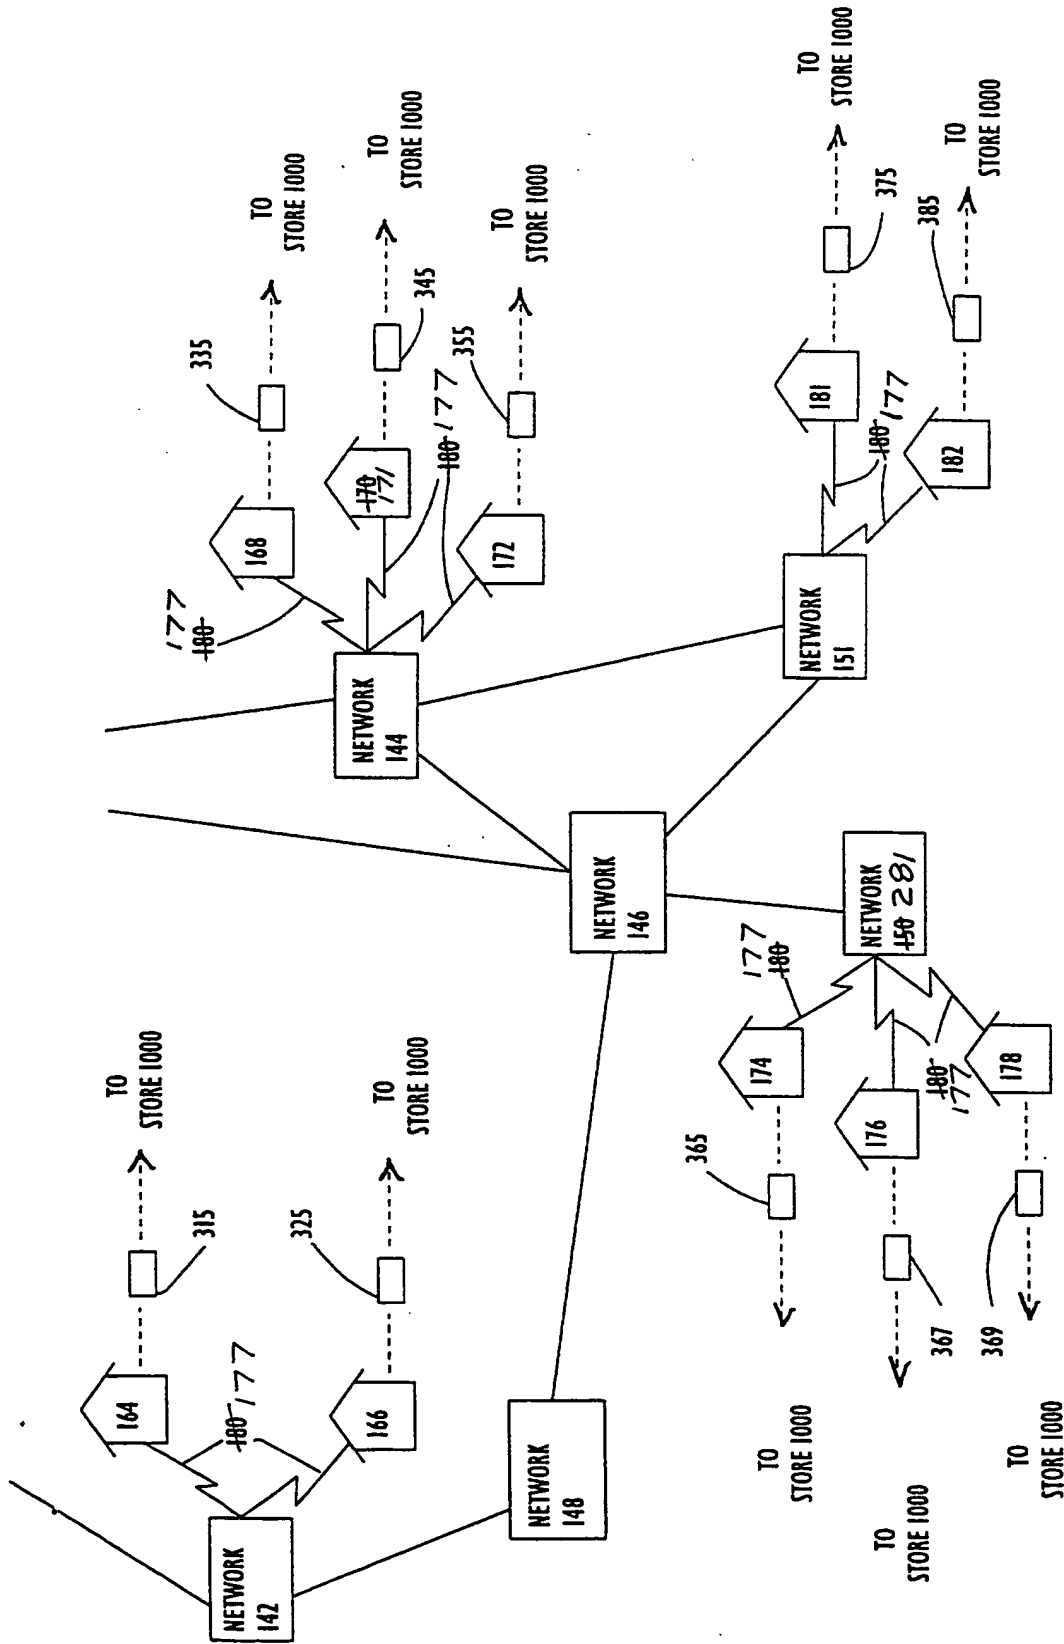 NETWORK
142
164
166
180 177
315
325
TO
STORE 1000
TO
STORE 1000
NETWORK
148
NETWORK
146
NETWORK
144
177
180
168
170
171
172
180 177
335
345
355
TO
STORE 1000
TO
STORE 1000
TO
STORE 1000
TO
STORE 1000
TO
STORE 1000
TO
STORE 1000
365
367
369
174
176
178
177
180
180
177
NETWORK
150 281
NETWORK
151
180 177
181
182
375
385
TO
STORE 1000
TO
STORE 1000